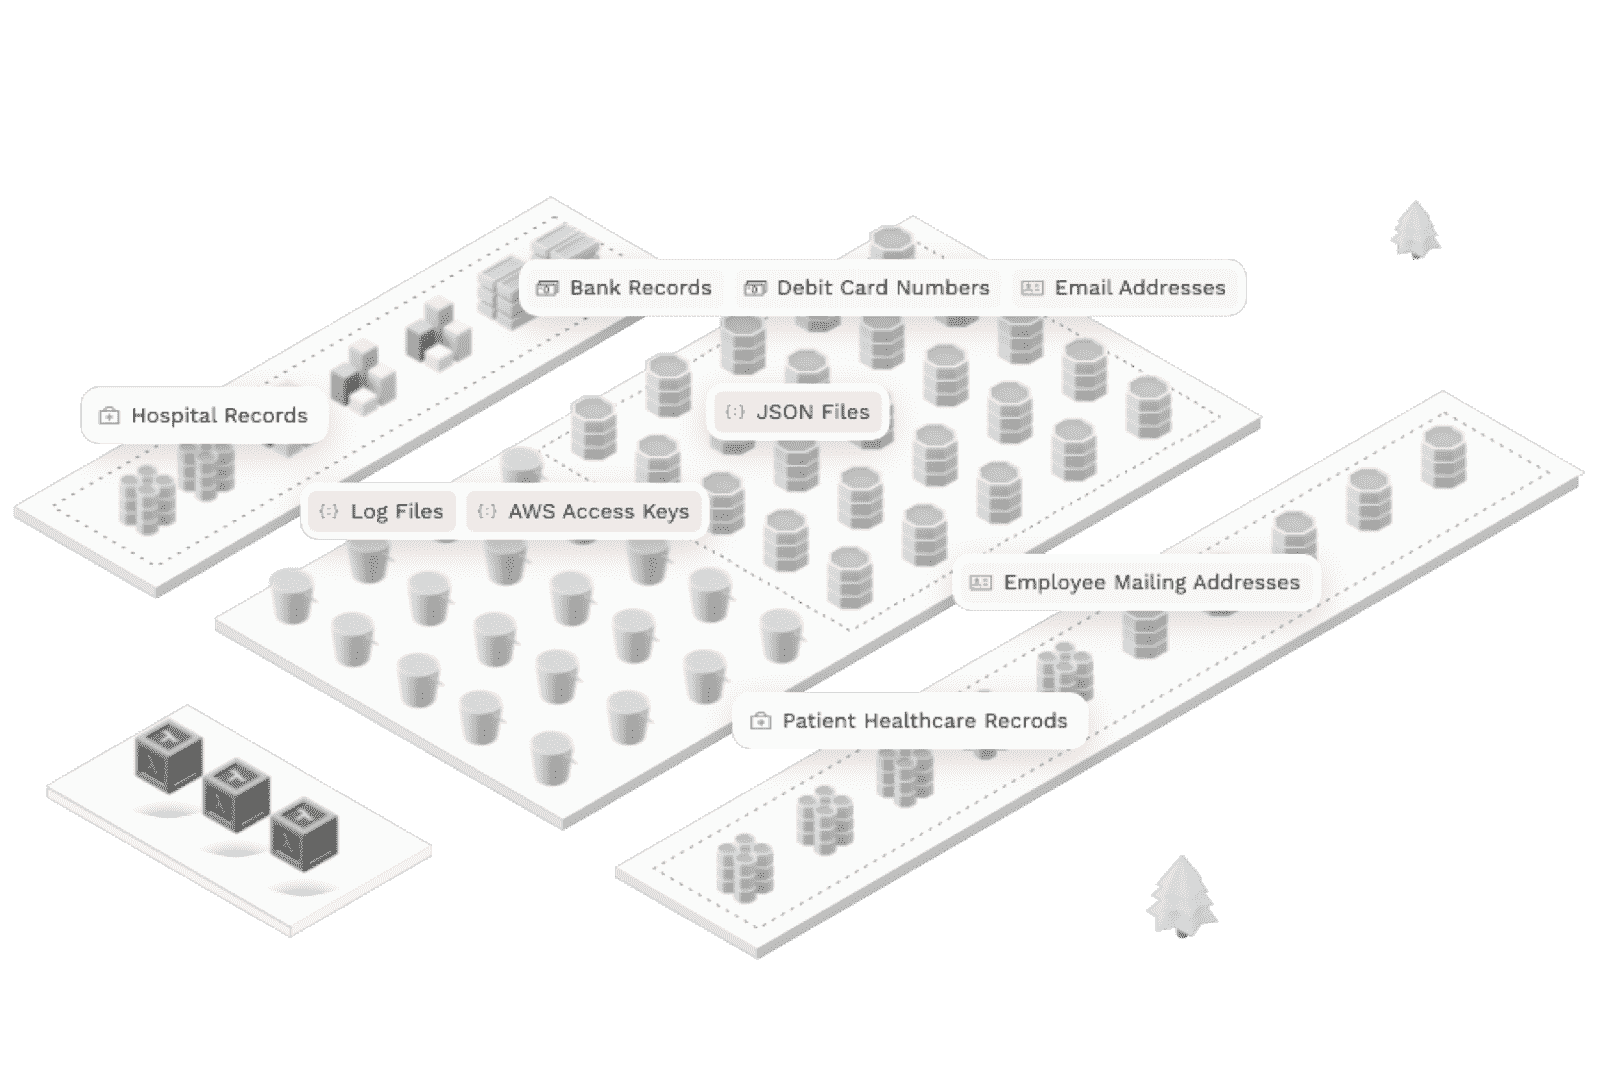 Bank Records
Debit Card Numbers
Email Addresses
Hospital Records
{:} JSON Files
{:} Log Files
{:} AWS Access Keys
Employee Mailing Addresses
Patient Healthcare Recrods